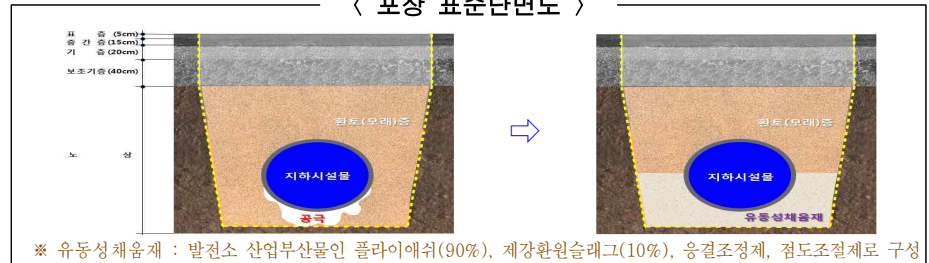 〈 포장 표준단면도 〉
표 층 (5cm)
중 간 층 (15cm)
기 층 (20cm)
보조기층 (40cm)
노 상
환토(모래)층
지하시설물
공극
환토(모래)층
지하시설물
유동성채움재
※ 유동성채움재 : 발전소 산업부산물인 플라이애쉬(90%), 제강환원슬래그(10%), 응결조정제, 점도조절제로 구성